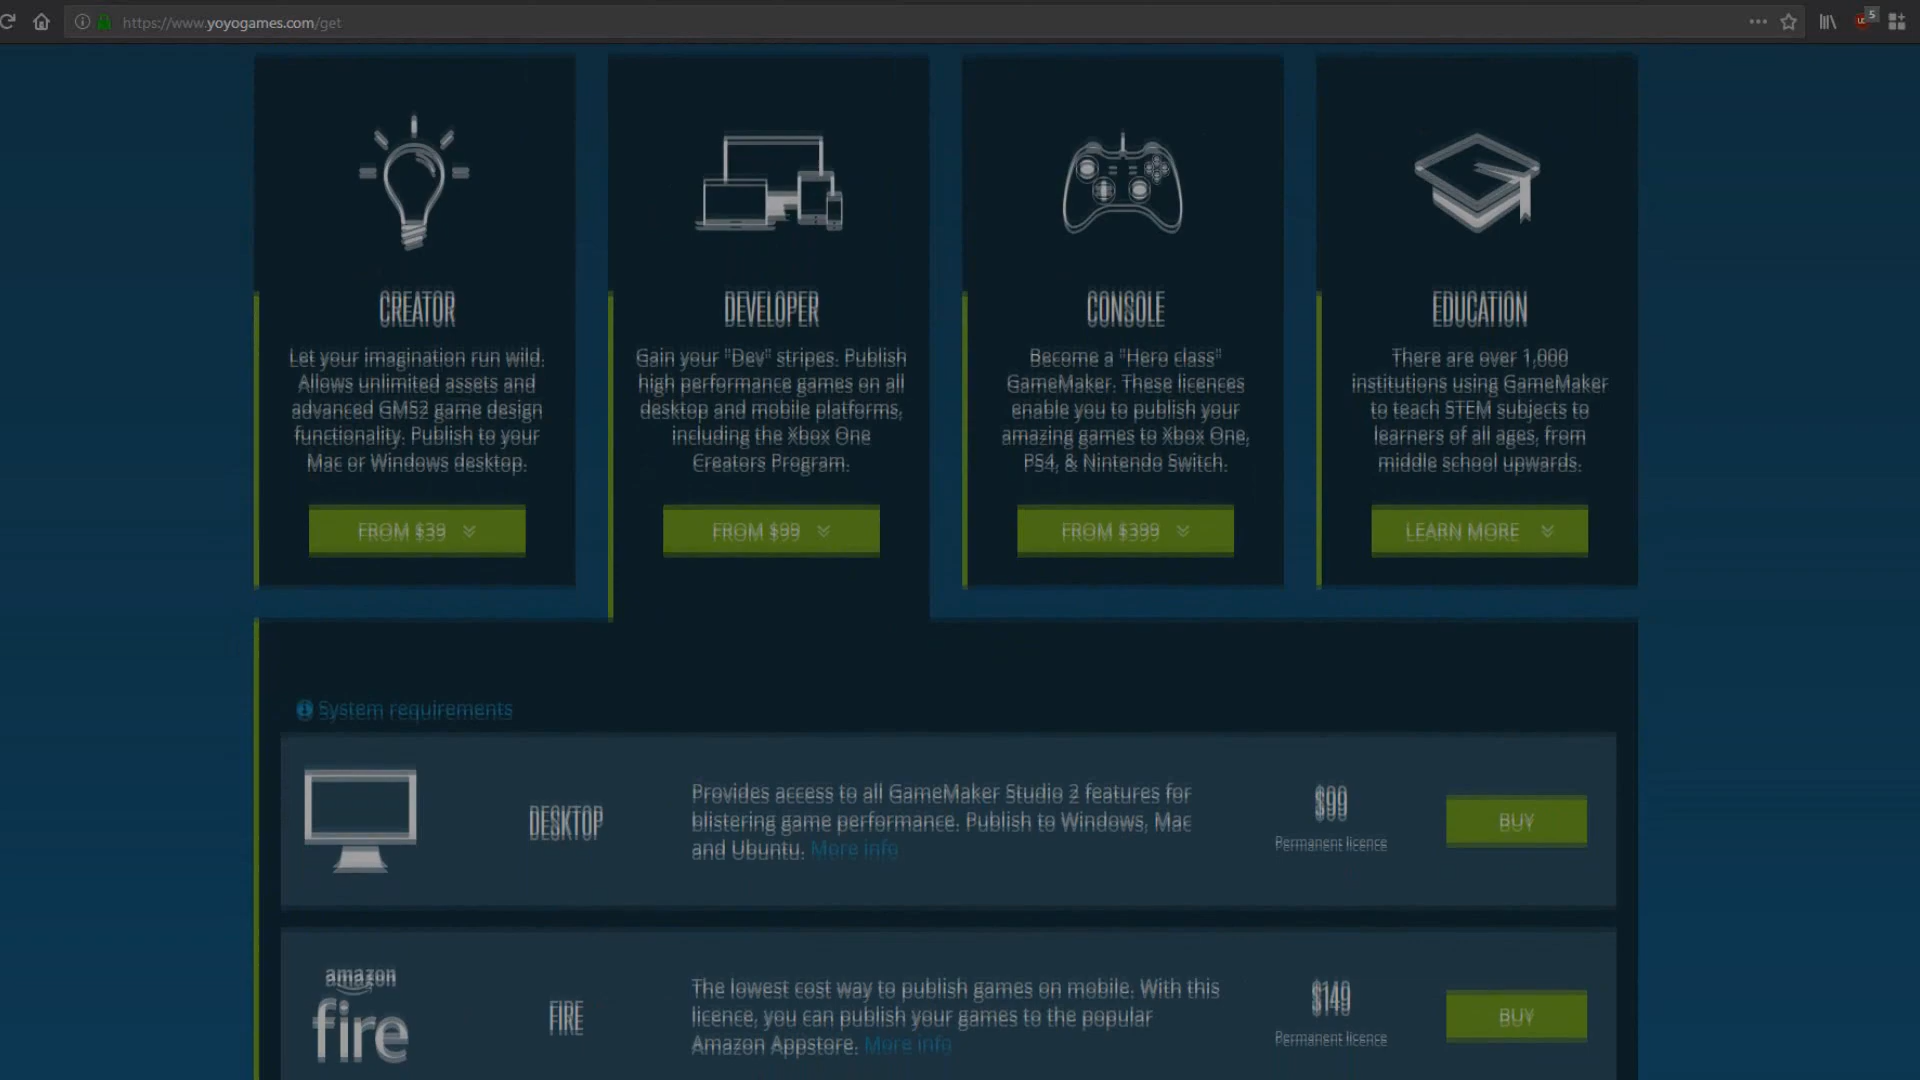 https://www.yoyogames.com/get
5
CREATOR
Let your imagination run wild.
Allows unlimited assets and
advanced GMS2 game design
functionality. Publish to your
Mac or Windows desktop.
FROM $39
DEVELOPER
Gain your "Dev" stripes. Publish
high performance games on all
desktop and mobile platforms,
including the Xbox One
Creators Program.
FROM $99
CONSOLE
Become a "Hero class"
GameMaker. These licences
enable you to publish your
amazing games to Xbox One,
PS4, & Nintendo Switch.
FROM $399
EDUCATION
There are over 1,000
institutions using GameMaker
to teach STEM subjects to
learners of all ages, from
middle school upwards.
LEARN MORE
System requirements
DESKTOP
Provides access to all GameMaker Studio 2 features for
blistering game performance. Publish to Windows, Mac
and Ubuntu. More info
$99
Permanent licence
BUY
amazon
fire
FIRE
The lowest cost way to publish games on mobile. With this
licence, you can publish your games to the popular
Amazon Appstore. More info
$149
Permanent licence
BUY